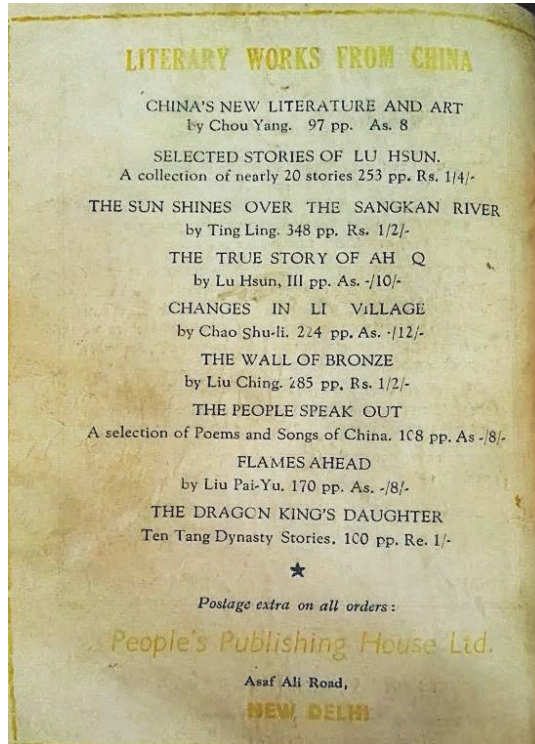 LITERARY WORKS FROM CHINA
CHINA'S NEW LITERATURE AND ART
by Chou Yang. 97 pp. As. 8
SELECTED STORIES OF LU HSUN.
A collection of nearly 20 stories 253 pp. Rs. 1/4/-
THE SUN SHINES OVER THE SANGKAN RIVER
by Ting Ling. 348 pp. Rs. 1/2/-
THE TRUE STORY OF AH Q
by Lu Hsun, III pp. As. -/10/-
CHANGES IN LI ViLLAGE
by Chao Shu-li. 224 pp. As. -/12/-
THE WALL OF BRONZE
by Liu Ching. 285 pp. Rs. 1/2/-
THE PEOPLE SPEAK OUT
A selection of Poems and Songs of China. 108 pp. As -/8/-
FLAMES AHEAD
by Liu Pai-Yu. 170 pp. As. -/8/-
THE DRAGON KING'S DAUGHTER
Ten Tang Dynasty Stories. 100 pp. Re. 1/-
Postage extra on all orders :
People's Publishing House Ltd.
Asaf Ali Road,
NEW DELHI